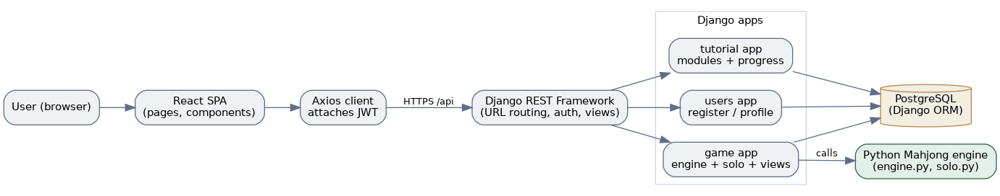 User (browser)
React SPA
(pages, components)
Axios client
attaches JWT
HTTPS /api
Django REST Framework
(URL routing, auth, views)
Django apps
tutorial app
modules + progress
users app
register / profile
game app
engine + solo + views
PostgreSQL
(Django ORM)
calls
Python Mahjong engine
(engine.py, solo.py)